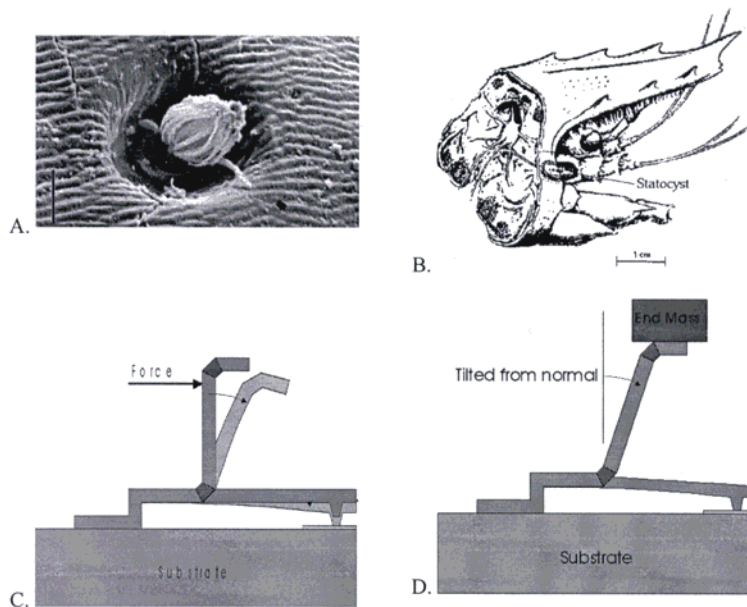 A.
Statocyst
B.
1 cm
Force
Substrate
C.
End Mass
Tilted from normal
Substrate
D.